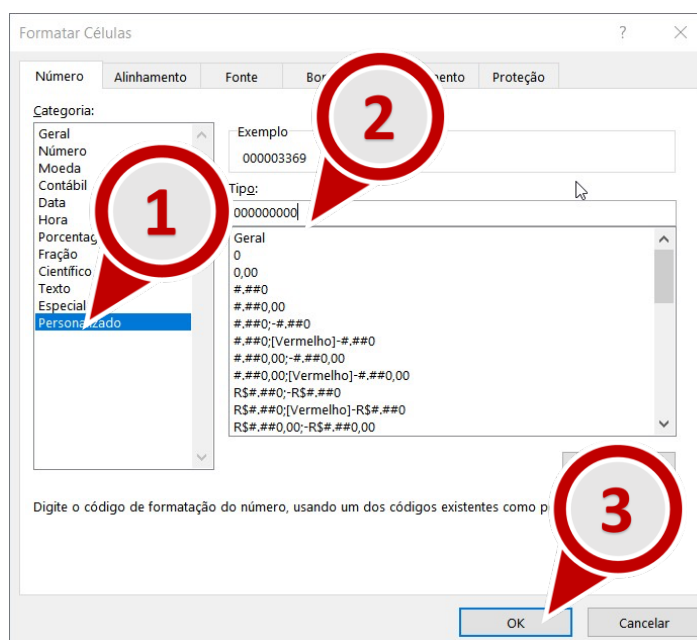 Formatar Células ?
Número Alinhamento Fonte Proteção
Categoria:
Geral
Número
Moeda
Contábil
Data
Hora
Fração
Científico
Texto
Especial
Personalizado
Exemplo
000003369
Tipo:
000000000
Geral
0
0,00
#.##0
#.##0,00
#.##0;-#.##0
#.##0;[Vermelho]-#.##0
#.##0,00;-#.##0,00
#.##0,00;[Vermelho]-#.##0,00
R$#.##0;-R$#.##0
R$#.##0;[Vermelho]-R$#.##0
R$#.##0,00;-R$#.##0,00
Digite o código de formatação do número, usando um dos códigos existentes como
OK Cancelar
1
2
3